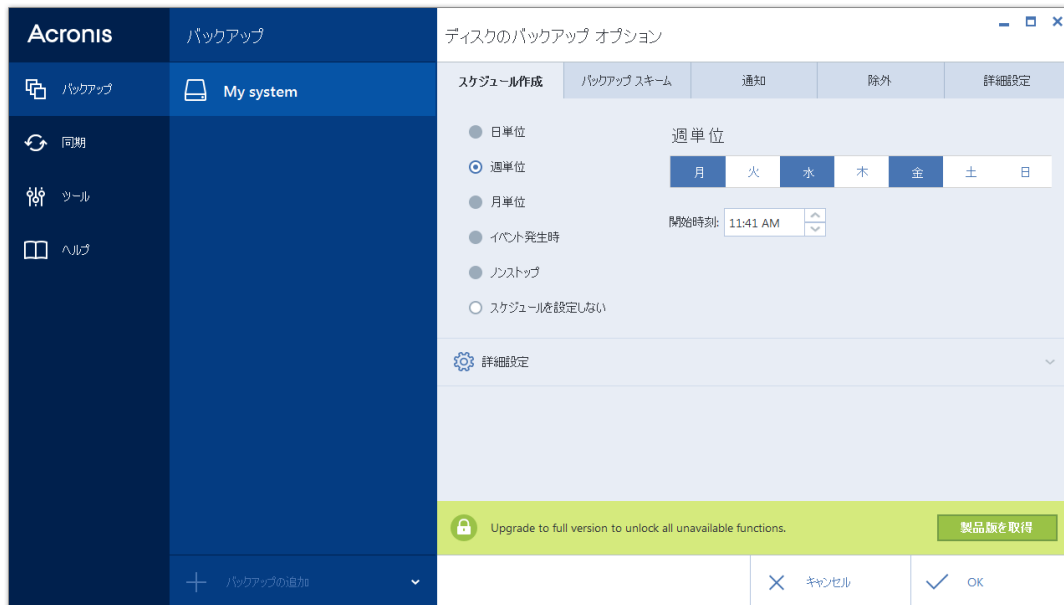 Acronis
バックアップ
同期
ツール
ヘルプ
バックアップ
My system
バックアップの追加
ディスクのバックアップ オプション
スケジュール作成
バックアップ スキーム
通知
除外
詳細設定
日単位
週単位
月単位
イベント発生時
ノンストップ
スケジュールを設定しない
週単位
月 火 水 木 金 土 日
開始時刻: 11:41 AM
詳細設定
Upgrade to full version to unlock all unavailable functions.
製品版を取得
キャンセル
OK